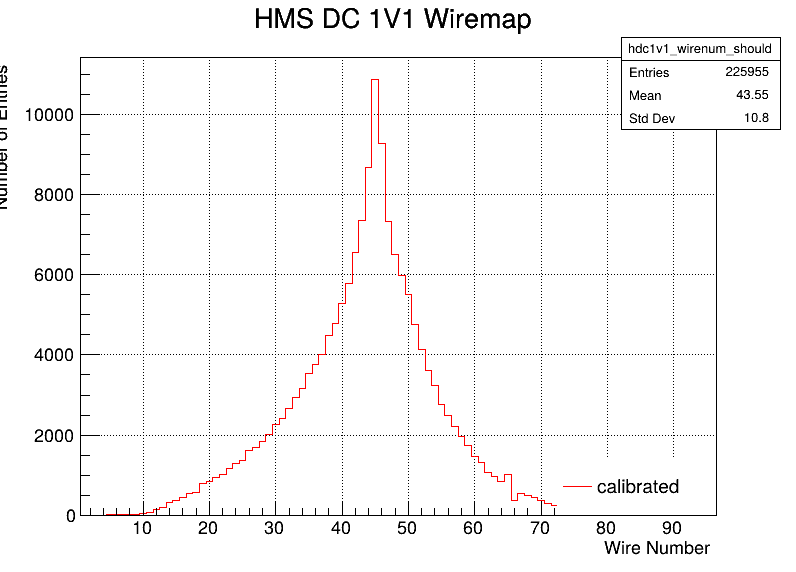 HMS DC 1V1 Wiremap
hdc1v1_wirenum_should
Entries 225955
Mean 43.55
Std Dev 10.8
Number of Entries
10000
8000
6000
4000
2000
0
calibrated
10 20 30 40 50 60 70 80 90
Wire Number